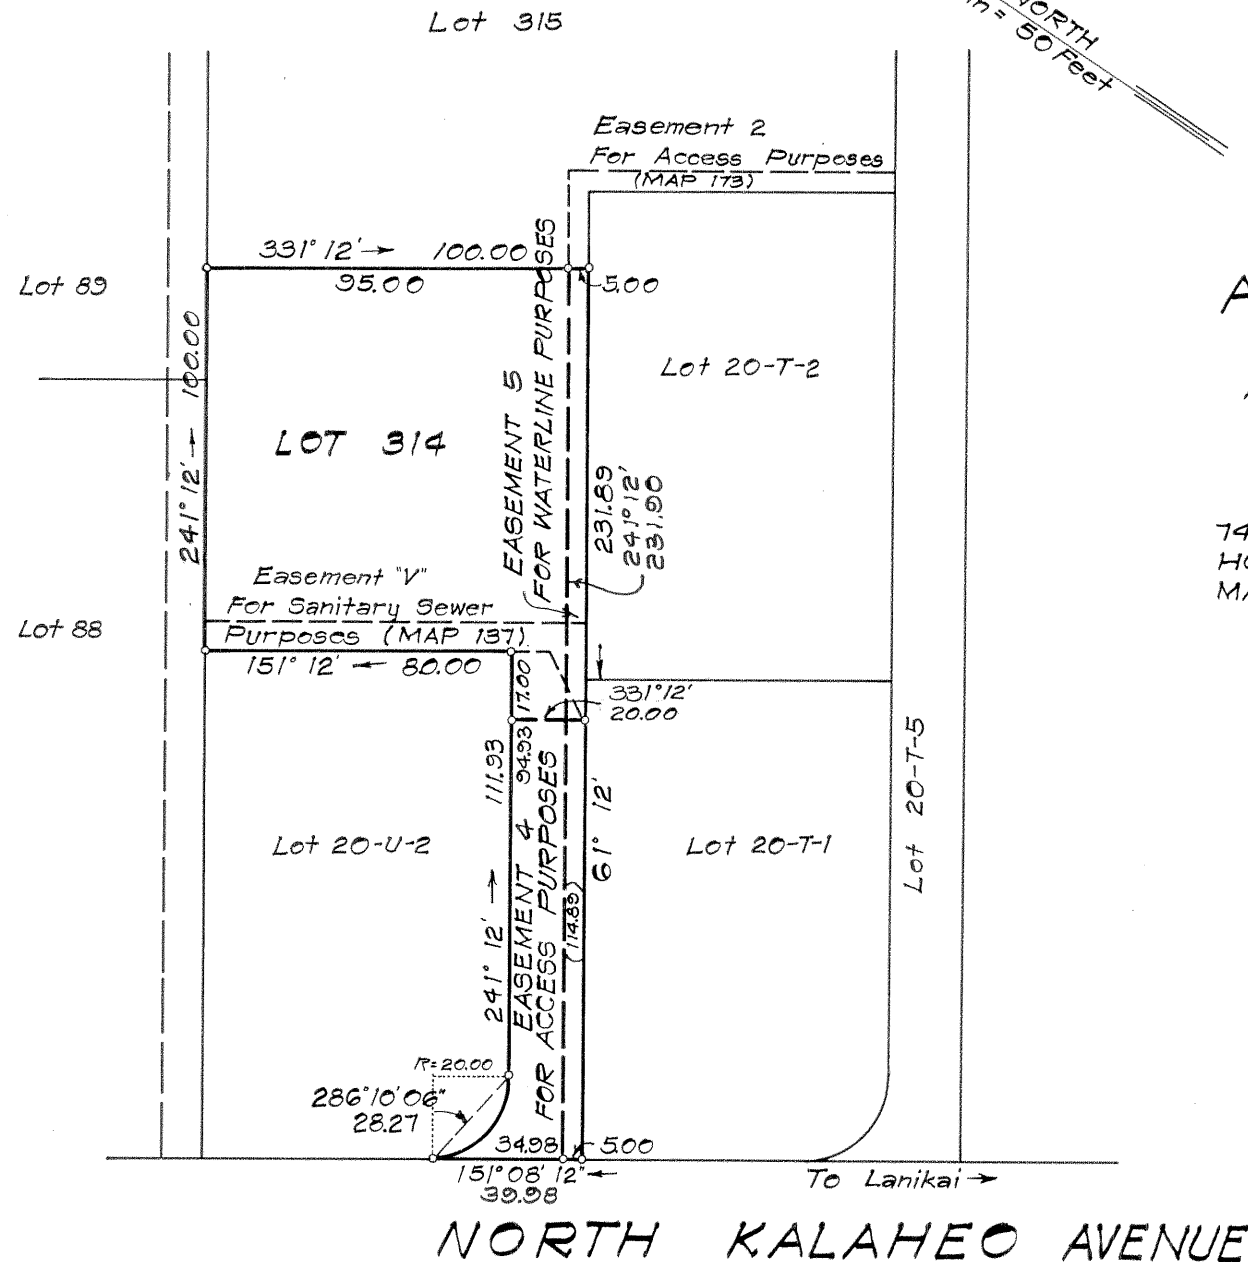 Lot 315
NORTH
in = 50 Feet
Easement 2
For Access Purposes
(MAP 173)
331° 12' → 100.00
95.00
5.00
Lot 89
241° 12' → 100.00
LOT 314
EASEMENT 5
FOR WATERLINE PURPOSES
Lot 20-T-2
231.89
241° 12'
231.90
Easement "V"
For Sanitary Sewer
Purposes (MAP 137)
Lot 88
151° 12' ← 80.00
17.00
331° 12'
20.00
111.93
94.93
241° 12' →
EASEMENT 4
FOR ACCESS PURPOSES
(114.89)
61° 12'
Lot 20-U-2
Lot 20-T-1
Lot 20-T-5
R=20.00
286° 10' 06"
28.27
34.98
5.00
151° 08' 12" ←
39.98
To Lanikai →
NORTH KALAHEO AVENUE
A
74
HO
MA